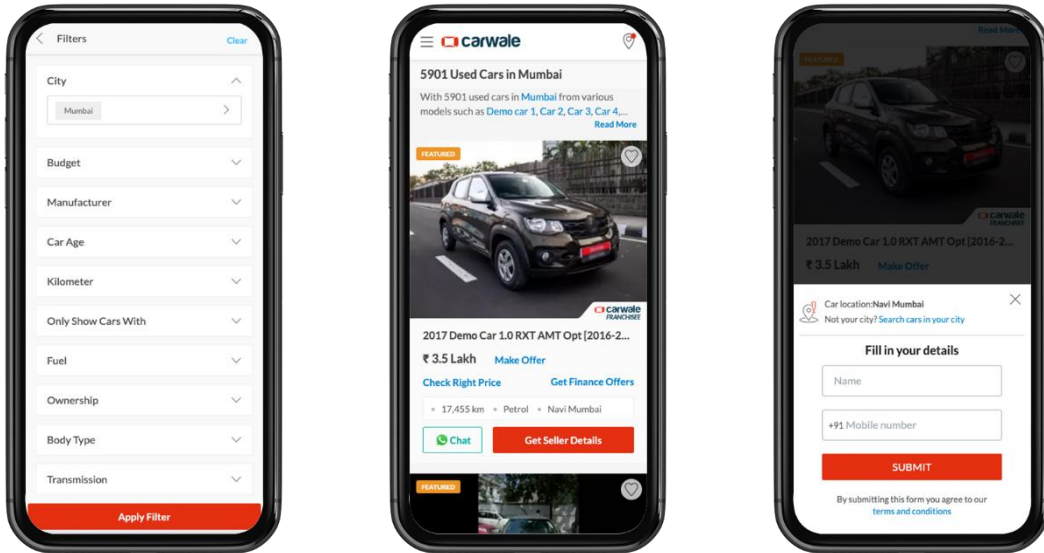 Filters
Clear
City
Mumbai
Budget
Manufacturer
Car Age
Kilometer
Only Show Cars With
Fuel
Ownership
Body Type
Transmission
Apply Filter
carwale
5901 Used Cars in Mumbai
With 5901 used cars in Mumbai from various
models such as Demo car 1, Car 2, Car 3, Car 4,...
Read More
FEATURED
carwale
FRANCHISEE
2017 Demo Car 1.0 RXT AMT Opt [2016-2...
₹ 3.5 Lakh Make Offer
Check Right Price Get Finance Offers
17,455 km Petrol Navi Mumbai
Chat Get Seller Details
FEATURED
Read More
FEATURED
carwale
FRANCHISEE
2017 Demo Car 1.0 RXT AMT Opt [2016-2...
₹ 3.5 Lakh Make Offer
Car location:Navi Mumbai
Not your city? Search cars in your city
Fill in your details
Name
+91 Mobile number
SUBMIT
By submitting this form you agree to our
terms and conditions